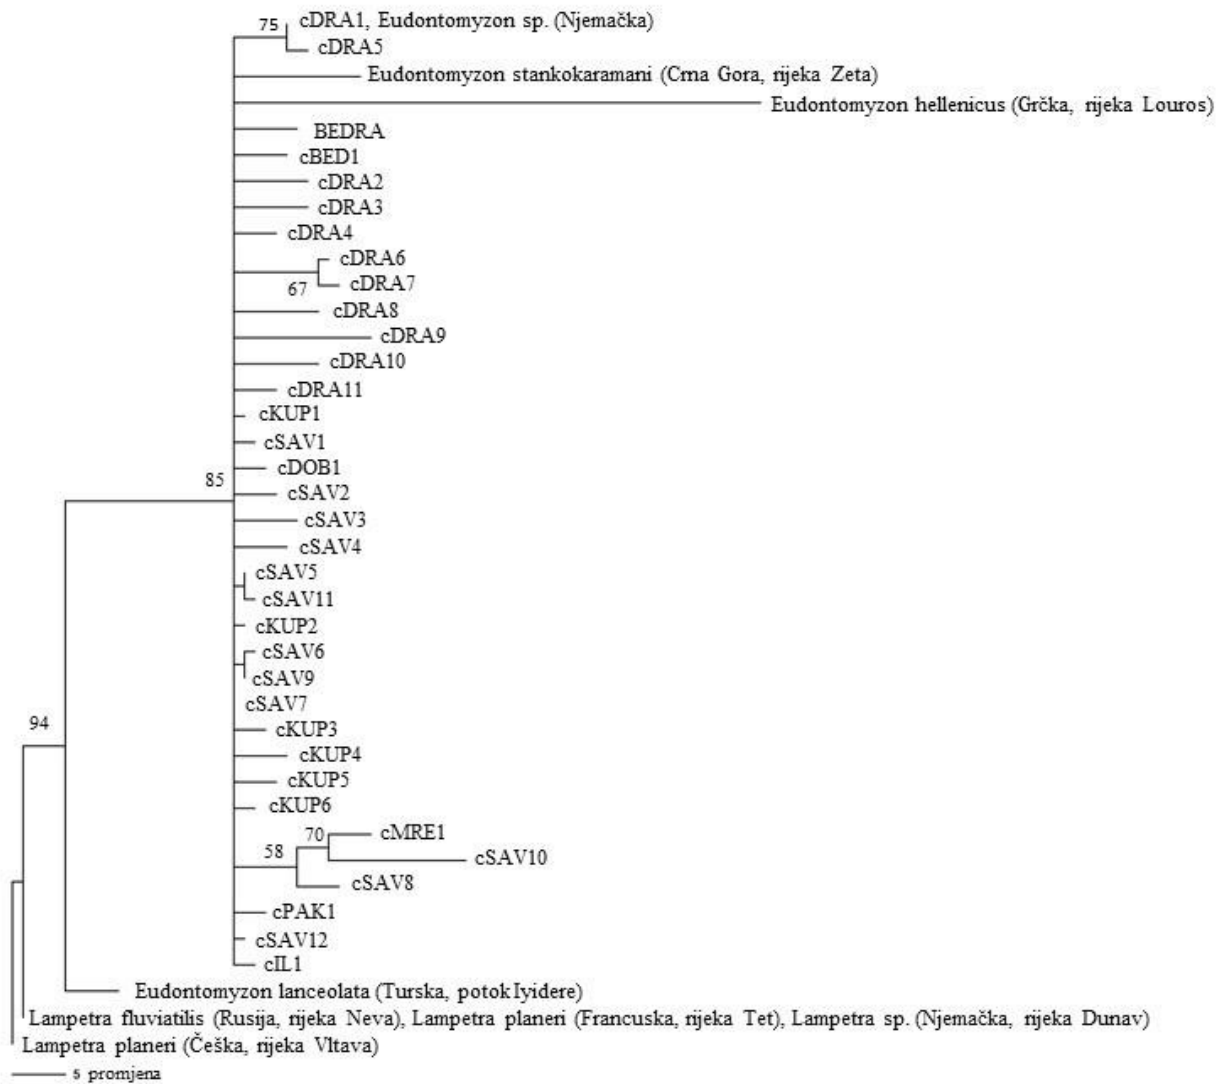 75
cDRA1, Eudontomyzon sp. (Njemačka)
cDRA5
Eudontomyzon stankokaramani (Crna Gora, rijeka Zeta)
Eudontomyzon hellenicus (Grčka, rijeka Louros)
BEDRA
cBED1
cDRA2
cDRA3
cDRA4
cDRA6
67
cDRA7
cDRA8
cDRA9
cDRA10
cDRA11
cKUP1
cSAV1
cDOB1
85
cSAV2
cSAV3
cSAV4
cSAV5
cSAV11
cKUP2
cSAV6
cSAV9
cSAV7
94
cKUP3
cKUP4
cKUP5
cKUP6
70
cMRE1
58
cSAV10
cSAV8
cPAK1
cSAV12
cIL1
Eudontomyzon lanceolata (Turska, potok Iyidere)
Lampetra fluviatilis (Rusija, rijeka Neva), Lampetra planeri (Francuska, rijeka Tet), Lampetra sp. (Njemačka, rijeka Dunav)
Lampetra planeri (Češka, rijeka Vltava)
5 promjena